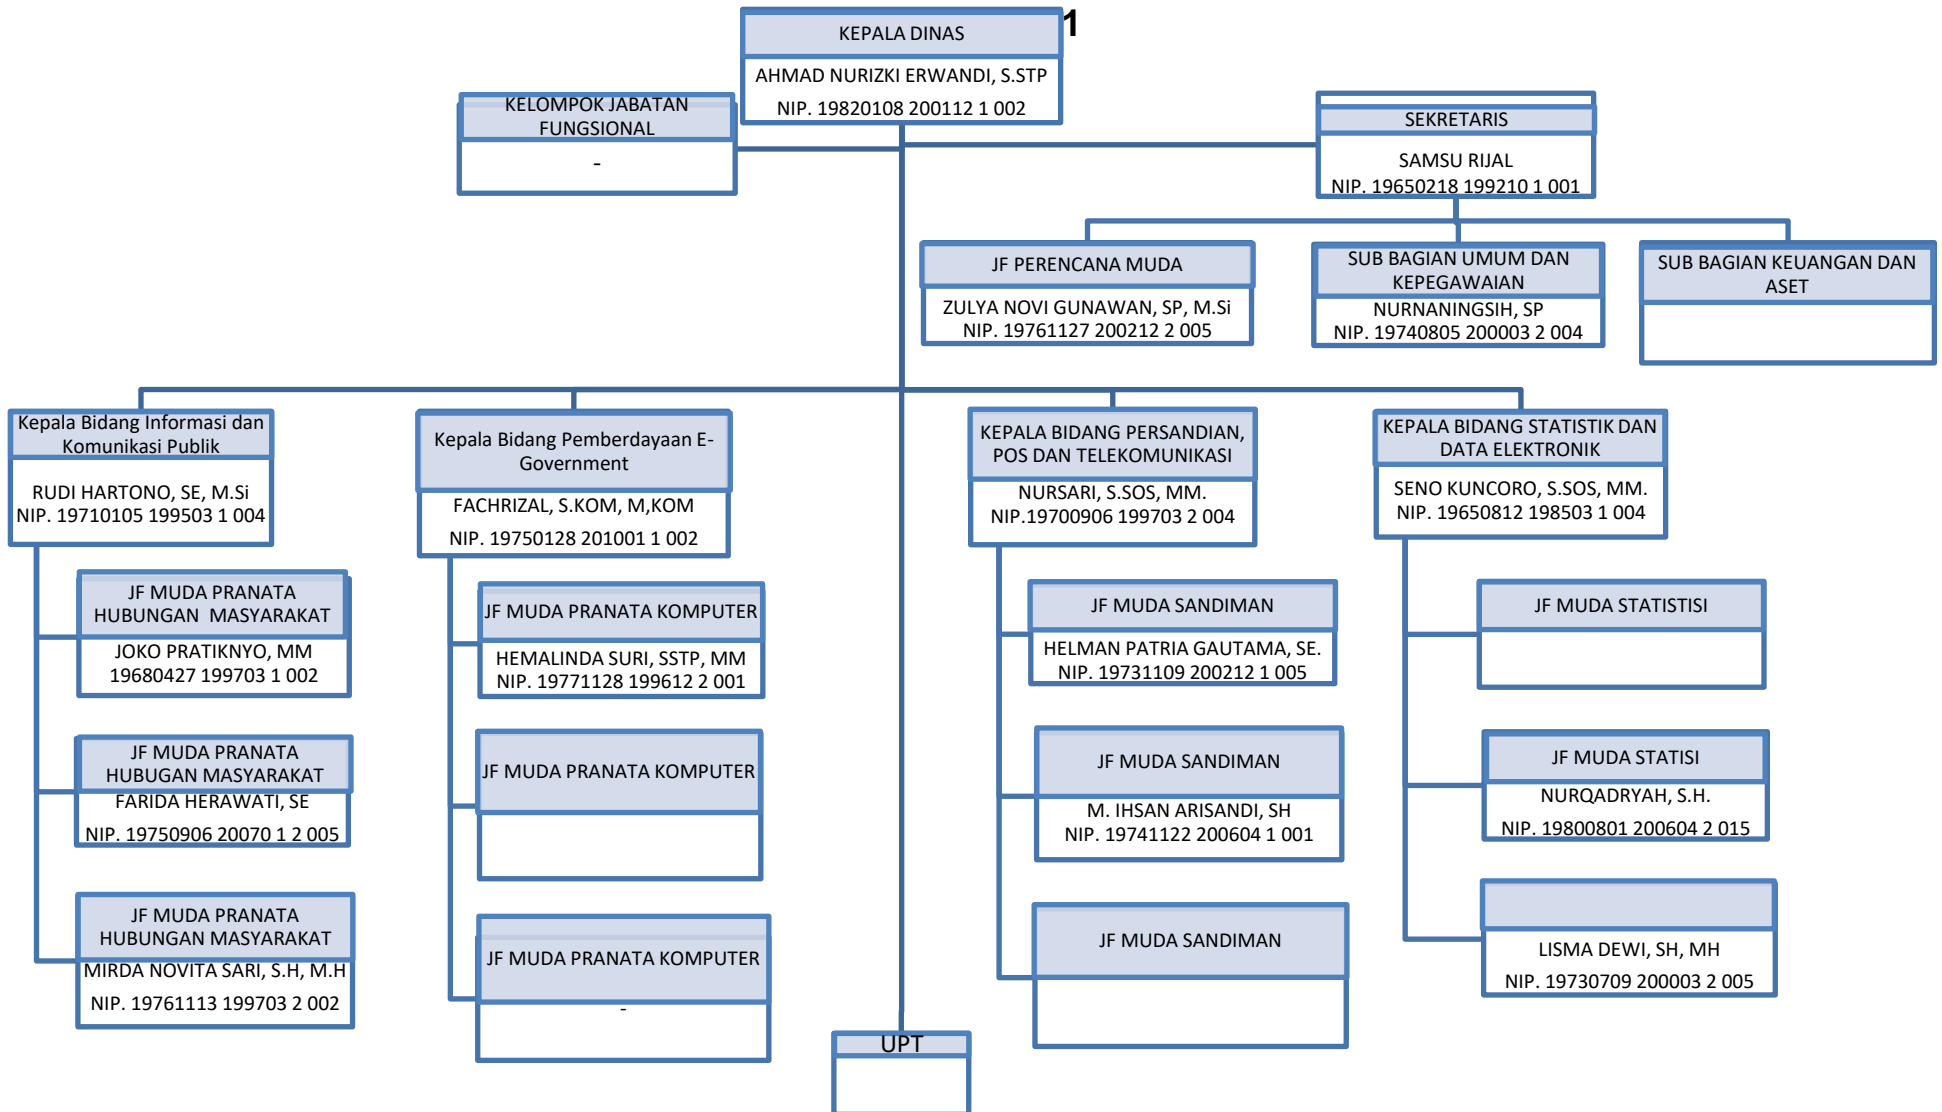 1
KEPALA DINAS
AHMAD NURIZKI ERWANDI, S.STP
NIP. 19820108 200112 1 002
KELOMPOK JABATAN
FUNGSIONAL
-
SEKRETARIS
SAMSU RIJAL
NIP. 19650218 199210 1 001
JF PERENCANA MUDA
ZULYA NOVI GUNAWAN, SP, M.Si
NIP. 19761127 200212 2 005
SUB BAGIAN UMUM DAN
KEPEGAWAIAN
NURNANINGSIH, SP
NIP. 19740805 200003 2 004
SUB BAGIAN KEUANGAN DAN
ASET
Kepala Bidang Informasi dan
Komunikasi Publik
RUDI HARTONO, SE, M.Si
NIP. 19710105 199503 1 004
JF MUDA PRANATA
HUBUNGAN  MASYARAKAT
JOKO PRATIKNYO, MM
19680427 199703 1 002
JF MUDA PRANATA
HUBUGAN MASYARAKAT
FARIDA HERAWATI, SE
NIP. 19750906 20070 1 2 005
JF MUDA PRANATA
HUBUNGAN MASYARAKAT
MIRDA NOVITA SARI, S.H, M.H
NIP. 19761113 199703 2 002
Kepala Bidang Pemberdayaan E-
Government
FACHRIZAL, S.KOM, M,KOM
NIP. 19750128 201001 1 002
JF MUDA PRANATA KOMPUTER
HEMALINDA SURI, SSTP, MM
NIP. 19771128 199612 2 001
JF MUDA PRANATA KOMPUTER
JF MUDA PRANATA KOMPUTER
-
KEPALA BIDANG PERSANDIAN,
POS DAN TELEKOMUNIKASI
NURSARI, S.SOS, MM.
NIP.19700906 199703 2 004
JF MUDA SANDIMAN
HELMAN PATRIA GAUTAMA, SE.
NIP. 19731109 200212 1 005
JF MUDA SANDIMAN
M. IHSAN ARISANDI, SH
NIP. 19741122 200604 1 001
JF MUDA SANDIMAN
KEPALA BIDANG STATISTIK DAN
DATA ELEKTRONIK
SENO KUNCORO, S.SOS, MM.
NIP. 19650812 198503 1 004
JF MUDA STATISTISI
JF MUDA STATISI
NURQADRYAH, S.H.
NIP. 19800801 200604 2 015
LISMA DEWI, SH, MH
NIP. 19730709 200003 2 005
UPT